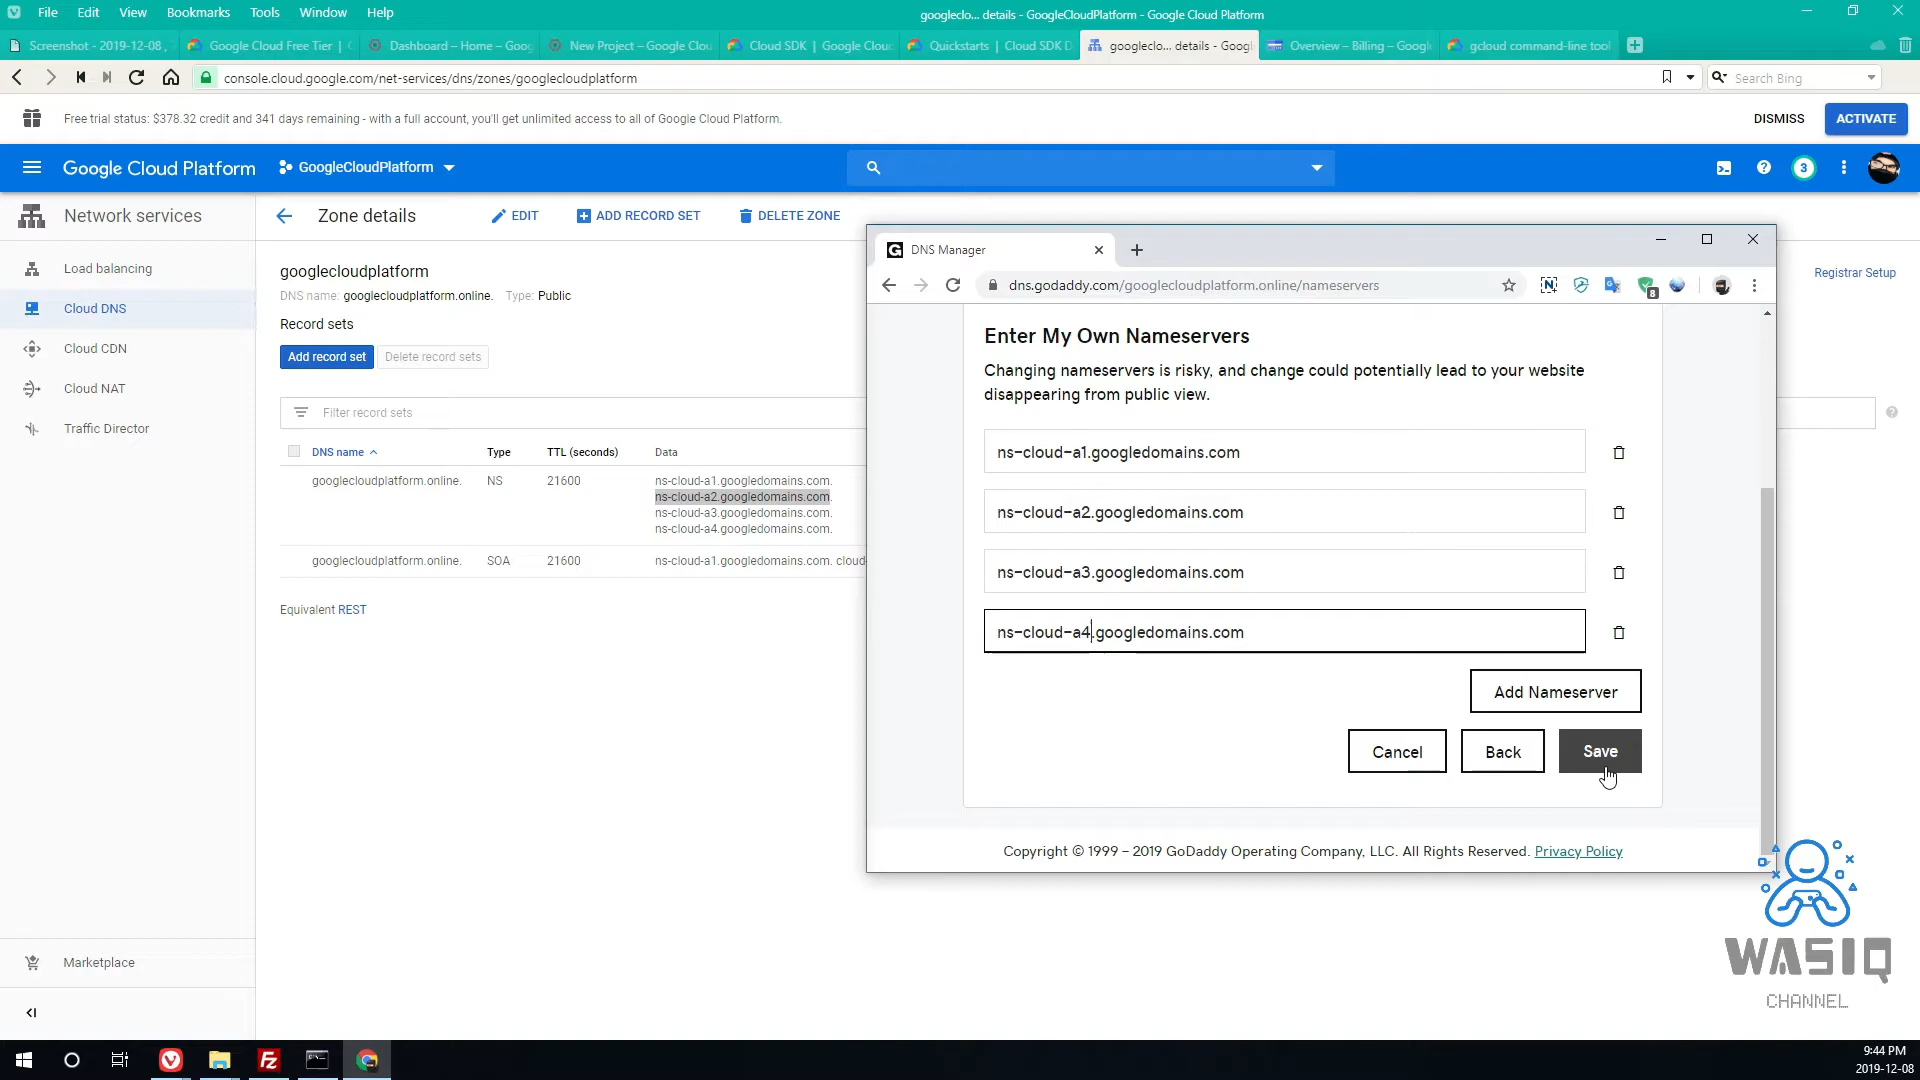 File Edit View Bookmarks Tools Window Help
googleclo... details - GoogleCloudPlatform - Google Cloud Platform
Screenshot - 2019-12-08,
Google Cloud Free Tier |
Dashboard – Home – Goog
New Project – Google Clou
Cloud SDK | Google Clou
Quickstarts | Cloud SDK D
googleclo... details - Googl
Overview – Billing – Googl
gcloud command-line tool
console.cloud.google.com/net-services/dns/zones/googlecloudplatform
Search Bing
Free trial status: $378.32 credit and 341 days remaining - with a full account, you'll get unlimited access to all of Google Cloud Platform.
DISMISS
ACTIVATE
Google Cloud Platform
GoogleCloudPlatform
3
Network services
Zone details
EDIT
ADD RECORD SET
DELETE ZONE
Load balancing
Cloud DNS
Cloud CDN
Cloud NAT
Traffic Director
Marketplace
Registrar Setup
googlecloudplatform
DNS name: googlecloudplatform.online. Type: Public
Record sets
Add record set
Delete record sets
Filter record sets
DNS name Type TTL (seconds) Data
googlecloudplatform.online. NS 21600 ns-cloud-a1.googledomains.com.
ns-cloud-a2.googledomains.com.
ns-cloud-a3.googledomains.com.
ns-cloud-a4.googledomains.com.
googlecloudplatform.online. SOA 21600 ns-cloud-a1.googledomains.com. cloud-
Equivalent REST
DNS Manager
dns.godaddy.com/googlecloudplatform.online/nameservers
8
Enter My Own Nameservers
Changing nameservers is risky, and change could potentially lead to your website
disappearing from public view.
ns-cloud-a1.googledomains.com
ns-cloud-a2.googledomains.com
ns-cloud-a3.googledomains.com
ns-cloud-a4.googledomains.com
Add Nameserver
Cancel
Back
Save
Copyright © 1999 – 2019 GoDaddy Operating Company, LLC. All Rights Reserved. Privacy Policy
WASIQ
CHANNEL
9:44 PM
2019-12-08